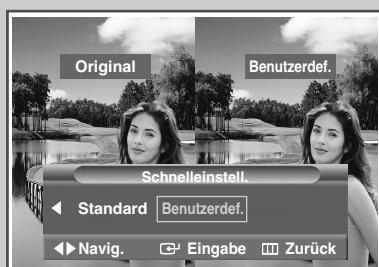 Original Benutzerdef.
Schnelleinstell.
Standard Benutzerdef.
Navig. Eingabe Zurück